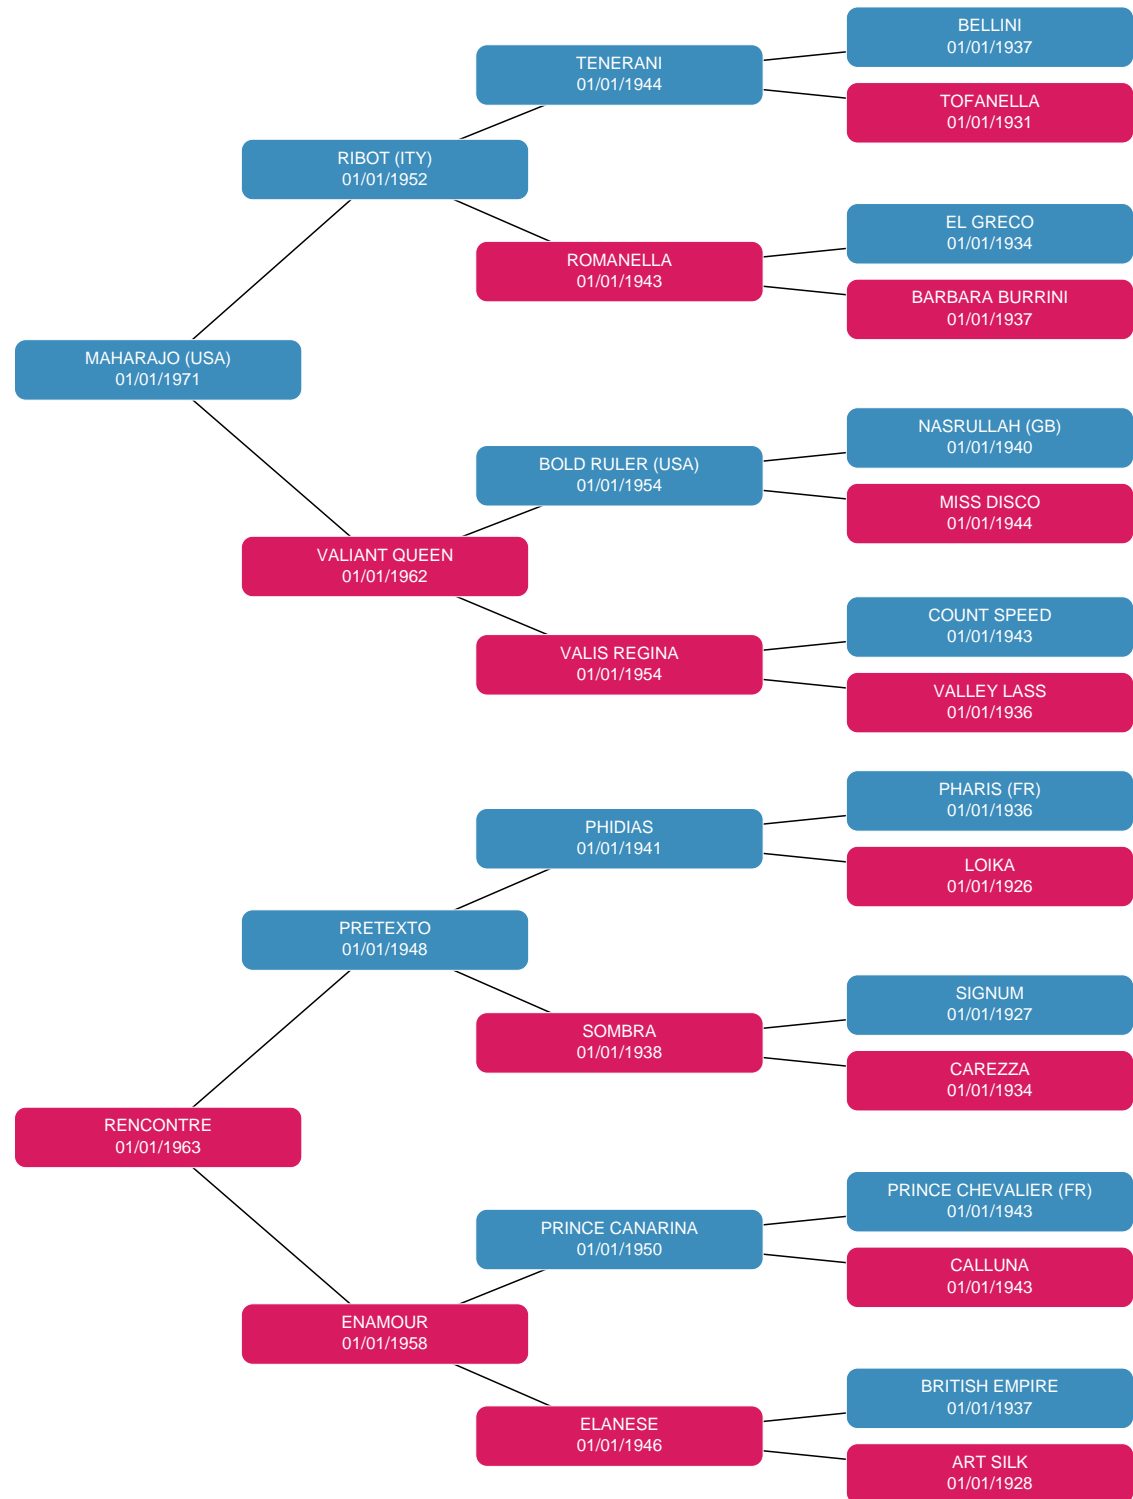 BELLINI
01/01/1937
TENERANI
01/01/1944
TOFANELLA
01/01/1931
RIBOT (ITY)
01/01/1952
EL GRECO
01/01/1934
ROMANELLA
01/01/1943
BARBARA BURRINI
01/01/1937
MAHARAJO (USA)
01/01/1971
NASRULLAH (GB)
01/01/1940
BOLD RULER (USA)
01/01/1954
MISS DISCO
01/01/1944
VALIANT QUEEN
01/01/1962
COUNT SPEED
01/01/1943
VALIS REGINA
01/01/1954
VALLEY LASS
01/01/1936
PHARIS (FR)
01/01/1936
PHIDIAS
01/01/1941
LOIKA
01/01/1926
PRETEXTO
01/01/1948
SIGNUM
01/01/1927
SOMBRA
01/01/1938
CAREZZA
01/01/1934
RENCONTRE
01/01/1963
PRINCE CHEVALIER (FR)
01/01/1943
PRINCE CANARINA
01/01/1950
CALLUNA
01/01/1943
ENAMOUR
01/01/1958
BRITISH EMPIRE
01/01/1937
ELANESE
01/01/1946
ART SILK
01/01/1928